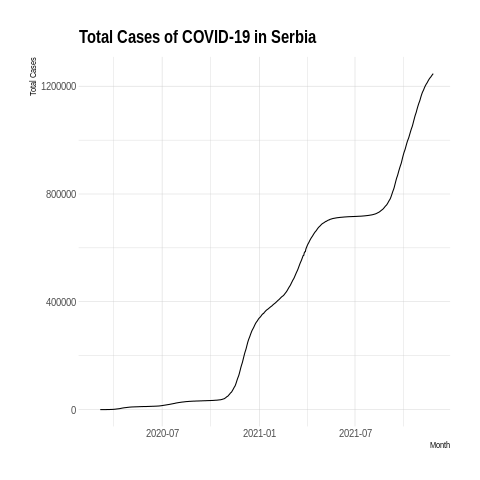 Total Cases of COVID-19 in Serbia
Total Cases
1200000
800000
400000
0
2020-07 2021-01 2021-07
Month